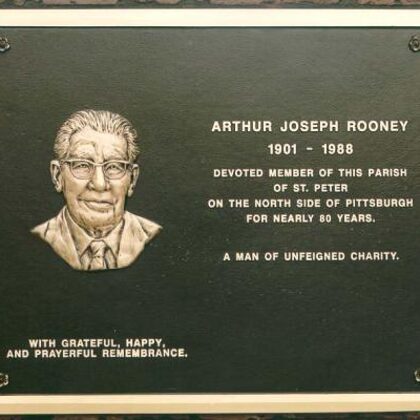 ARTHUR JOSEPH ROONEY
1901 - 1988
DEVOTED MEMBER OF THIS PARISH
OF ST. PETER
ON THE NORTH SIDE OF PITTSBURGH
FOR NEARLY 80 YEARS.
A MAN OF UNFEIGNED CHARITY.
WITH GRATEFUL, HAPPY,
AND PRAYERFUL REMEMBRANCE.